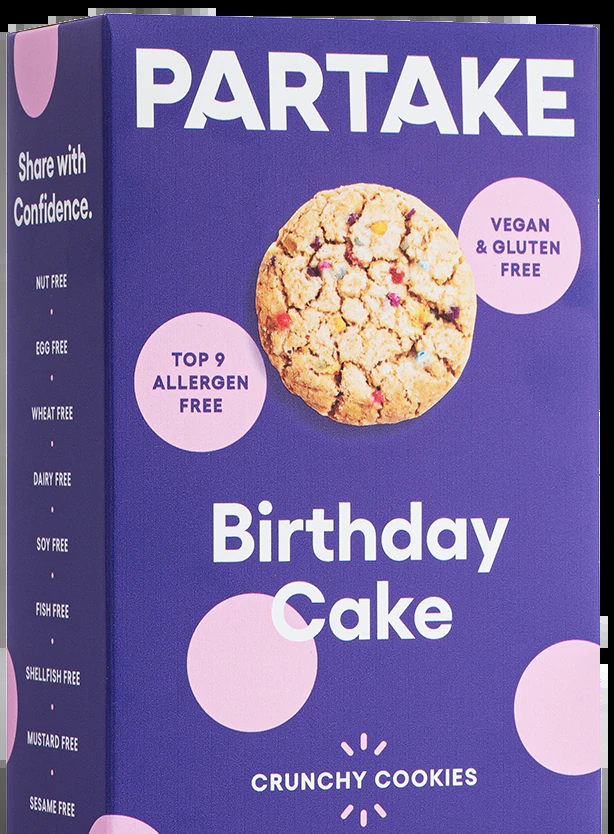 PARTAKE
Share with
Confidence.
NUT FREE
EGG FREE
WHEAT FREE
DAIRY FREE
SOY FREE
FISH FREE
SHELLFISH FREE
MUSTARD FREE
SESAME FREE
VEGAN
& GLUTEN
FREE
TOP 9
ALLERGEN
FREE
Birthday
Cake
CRUNCHY COOKIES